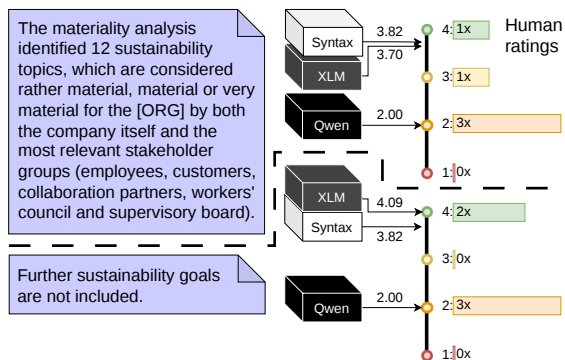 The materiality analysis
identified 12 sustainability
topics, which are considered
rather material, material or very
material for the [ORG] by both
the company itself and the
most relevant stakeholder
groups (employees, customers,
collaboration partners, workers'
council and supervisory board).
Syntax
3.82
XLM
3.70
Qwen
2.00
Human
ratings
4: 1x
3: 1x
2: 3x
1: 0x
Further sustainability goals
are not included.
XLM
4.09
Syntax
3.82
Qwen
2.00
4: 2x
3: 0x
2: 3x
1: 0x